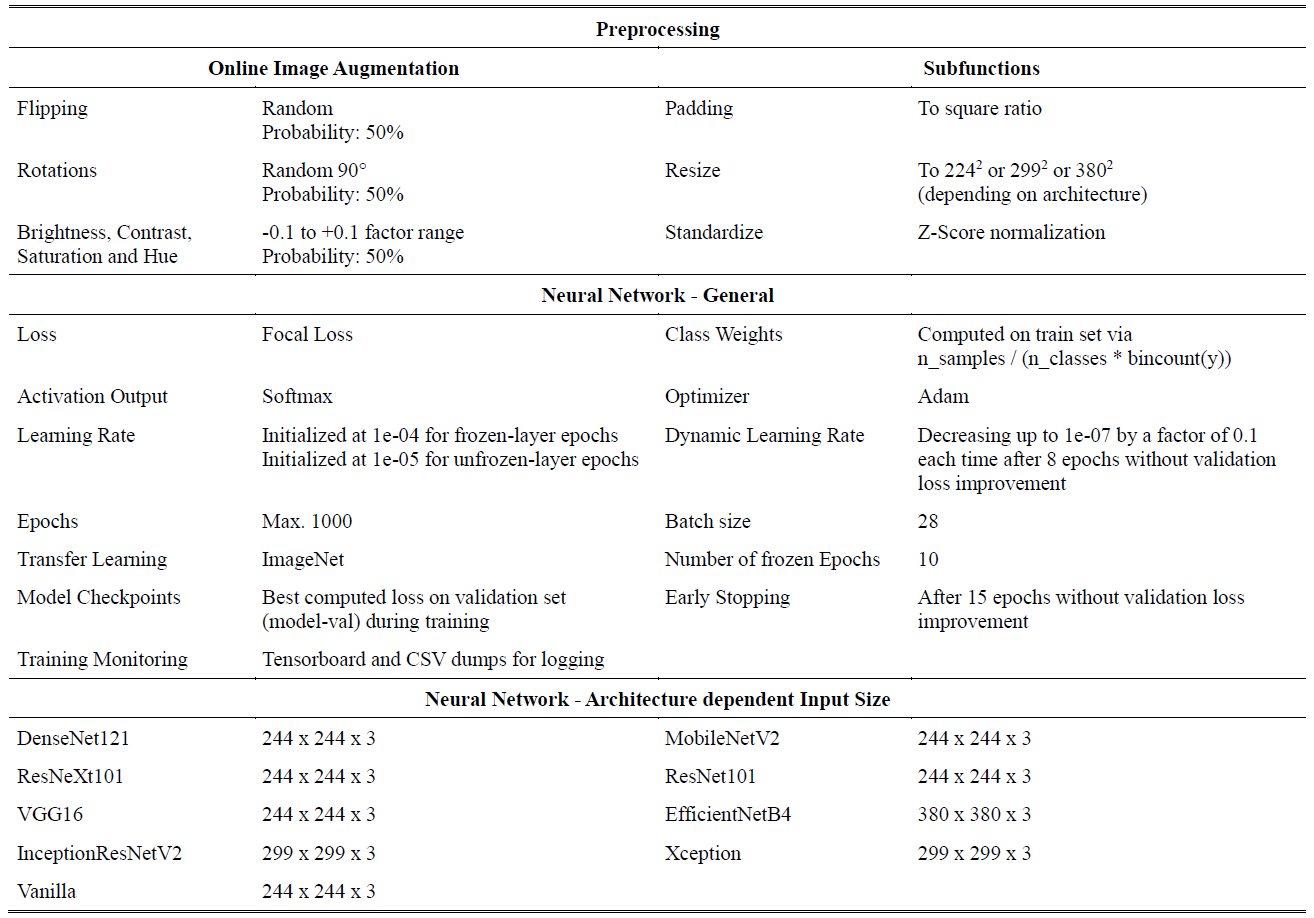 Preprocessing
Online Image Augmentation Subfunctions
Flipping Random Padding To square ratio
Probability: 50%
Rotations Random 90° Resize To 224² or 299² or 380²
Probability: 50% (depending on architecture)
Brightness, Contrast, -0.1 to +0.1 factor range Standardize Z-Score normalization
Saturation and Hue Probability: 50%
Neural Network - General
Loss Focal Loss Class Weights Computed on train set via
n_samples / (n_classes * bincount(y))
Activation Output Softmax Optimizer Adam
Learning Rate Initialized at 1e-04 for frozen-layer epochs Dynamic Learning Rate Decreasing up to 1e-07 by a factor of 0.1
Initialized at 1e-05 for unfrozen-layer epochs each time after 8 epochs without validation
loss improvement
Epochs Max. 1000 Batch size 28
Transfer Learning ImageNet Number of frozen Epochs 10
Model Checkpoints Best computed loss on validation set Early Stopping After 15 epochs without validation loss
(model-val) during training improvement
Training Monitoring Tensorboard and CSV dumps for logging
Neural Network - Architecture dependent Input Size
DenseNet121 244 x 244 x 3 MobileNetV2 244 x 244 x 3
ResNeXt101 244 x 244 x 3 ResNet101 244 x 244 x 3
VGG16 244 x 244 x 3 EfficientNetB4 380 x 380 x 3
InceptionResNetV2 299 x 299 x 3 Xception 299 x 299 x 3
Vanilla 244 x 244 x 3